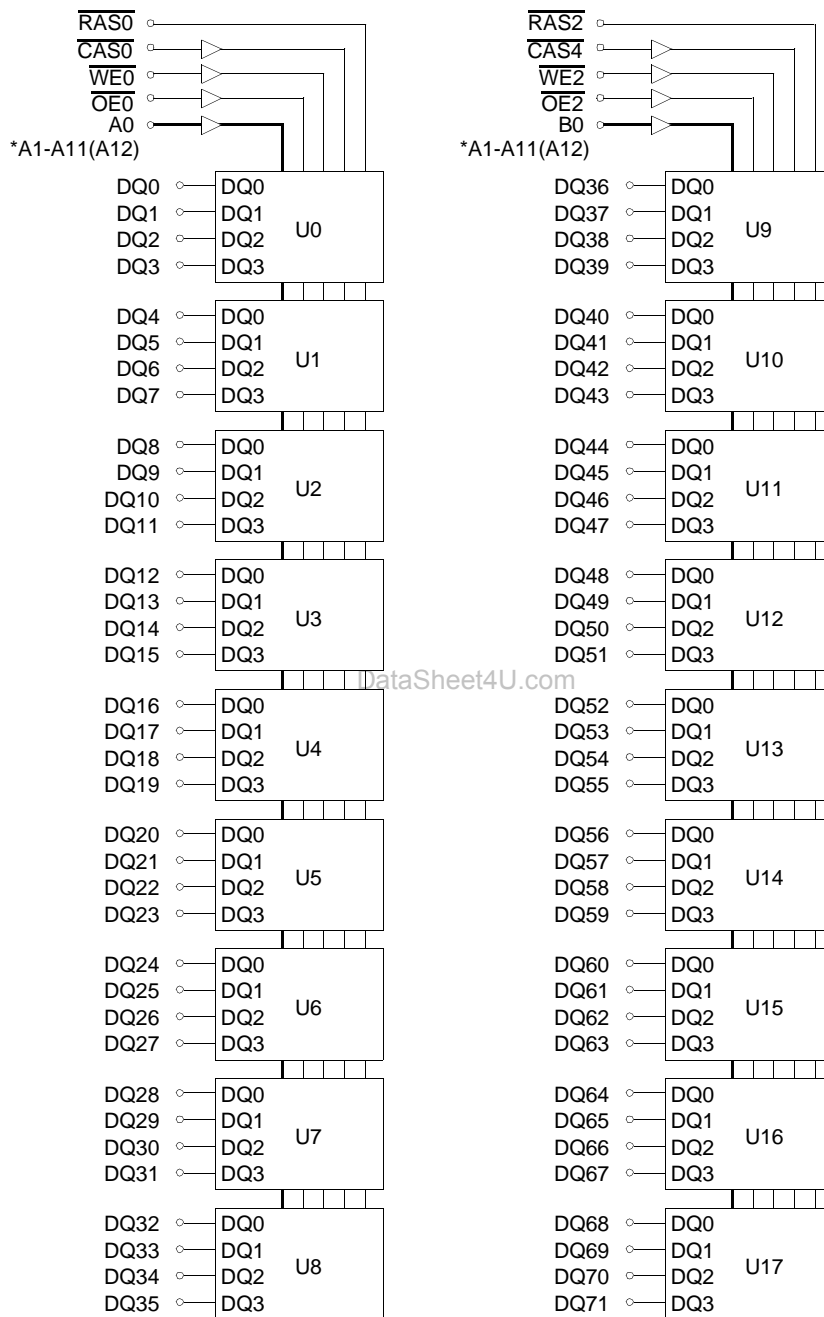 RAS0
CAS0
WE0
OE0
A0
*A1-A11(A12)
DQ0 DQ0
DQ1 DQ1
DQ2 DQ2
DQ3 DQ3
U0
DQ4 DQ0
DQ5 DQ1
DQ6 DQ2
DQ7 DQ3
U1
DQ8 DQ0
DQ9 DQ1
DQ10 DQ2
DQ11 DQ3
U2
DQ12 DQ0
DQ13 DQ1
DQ14 DQ2
DQ15 DQ3
U3
DQ16 DQ0
DQ17 DQ1
DQ18 DQ2
DQ19 DQ3
U4
DQ20 DQ0
DQ21 DQ1
DQ22 DQ2
DQ23 DQ3
U5
DQ24 DQ0
DQ25 DQ1
DQ26 DQ2
DQ27 DQ3
U6
DQ28 DQ0
DQ29 DQ1
DQ30 DQ2
DQ31 DQ3
U7
DQ32 DQ0
DQ33 DQ1
DQ34 DQ2
DQ35 DQ3
U8
DataSheet4U.com
RAS2
CAS4
WE2
OE2
B0
*A1-A11(A12)
DQ36 DQ0
DQ37 DQ1
DQ38 DQ2
DQ39 DQ3
U9
DQ40 DQ0
DQ41 DQ1
DQ42 DQ2
DQ43 DQ3
U10
DQ44 DQ0
DQ45 DQ1
DQ46 DQ2
DQ47 DQ3
U11
DQ48 DQ0
DQ49 DQ1
DQ50 DQ2
DQ51 DQ3
U12
DQ52 DQ0
DQ53 DQ1
DQ54 DQ2
DQ55 DQ3
U13
DQ56 DQ0
DQ57 DQ1
DQ58 DQ2
DQ59 DQ3
U14
DQ60 DQ0
DQ61 DQ1
DQ62 DQ2
DQ63 DQ3
U15
DQ64 DQ0
DQ65 DQ1
DQ66 DQ2
DQ67 DQ3
U16
DQ68 DQ0
DQ69 DQ1
DQ70 DQ2
DQ71 DQ3
U17